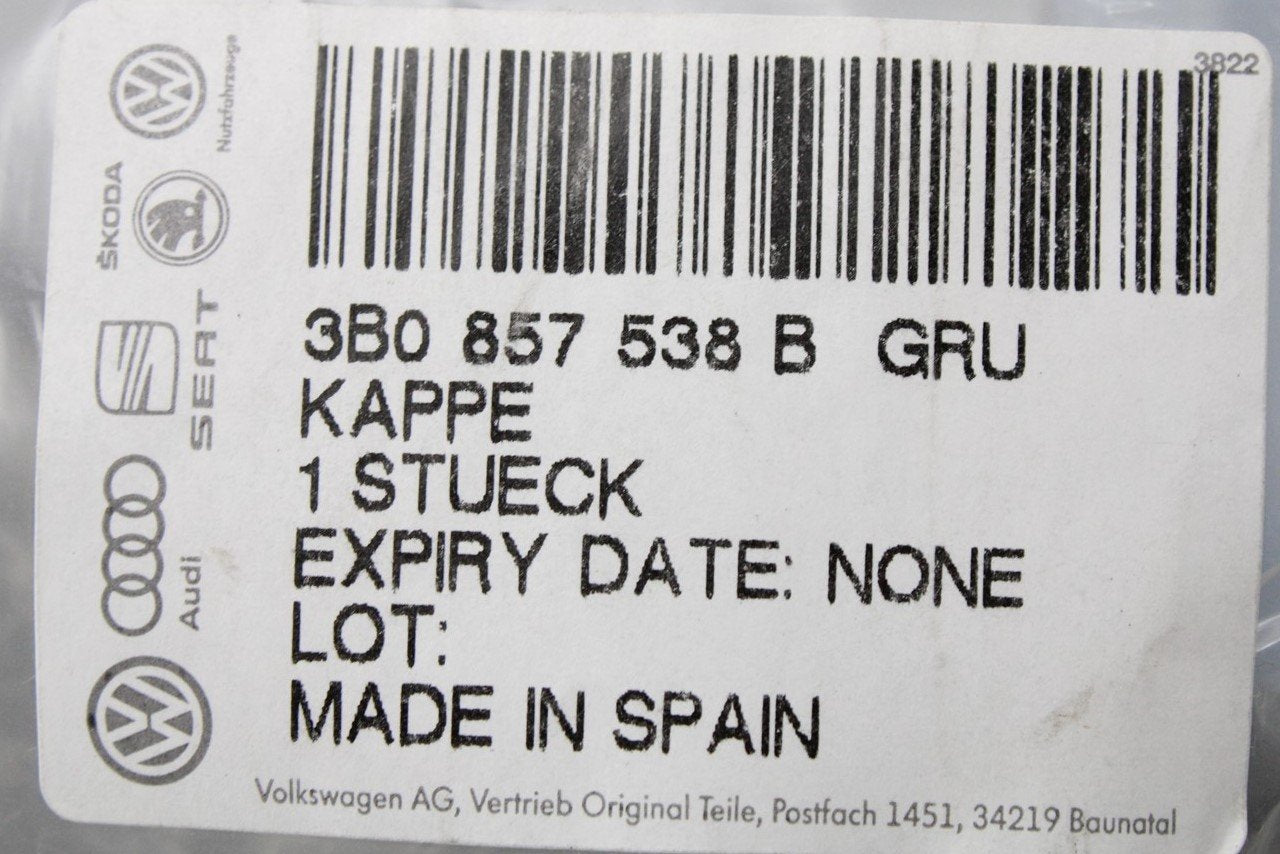 3822
3B0 857 538 B GRU
KAPPE
1 STUECK
EXPIRY DATE: NONE
LOT:
MADE IN SPAIN
Volkswagen AG, Vertrieb Original Teile, Postfach 1451, 34219 Baunatal
Nutzfahrzeuge
ŠKODA
SEAT
Audi